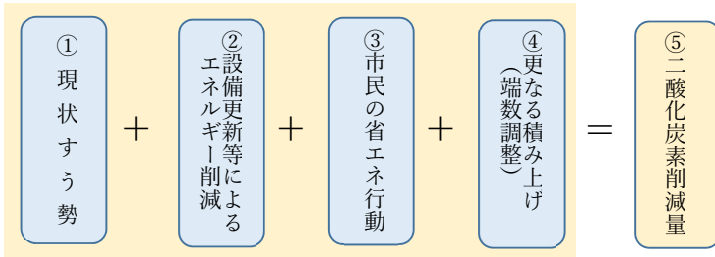 ①現状すう勢
+
②設備更新等による
エネルギー削減
+
③市民の省エネ行動
+
④更なる積み上げ
(端数調整)
=
⑤二酸化炭素削減量